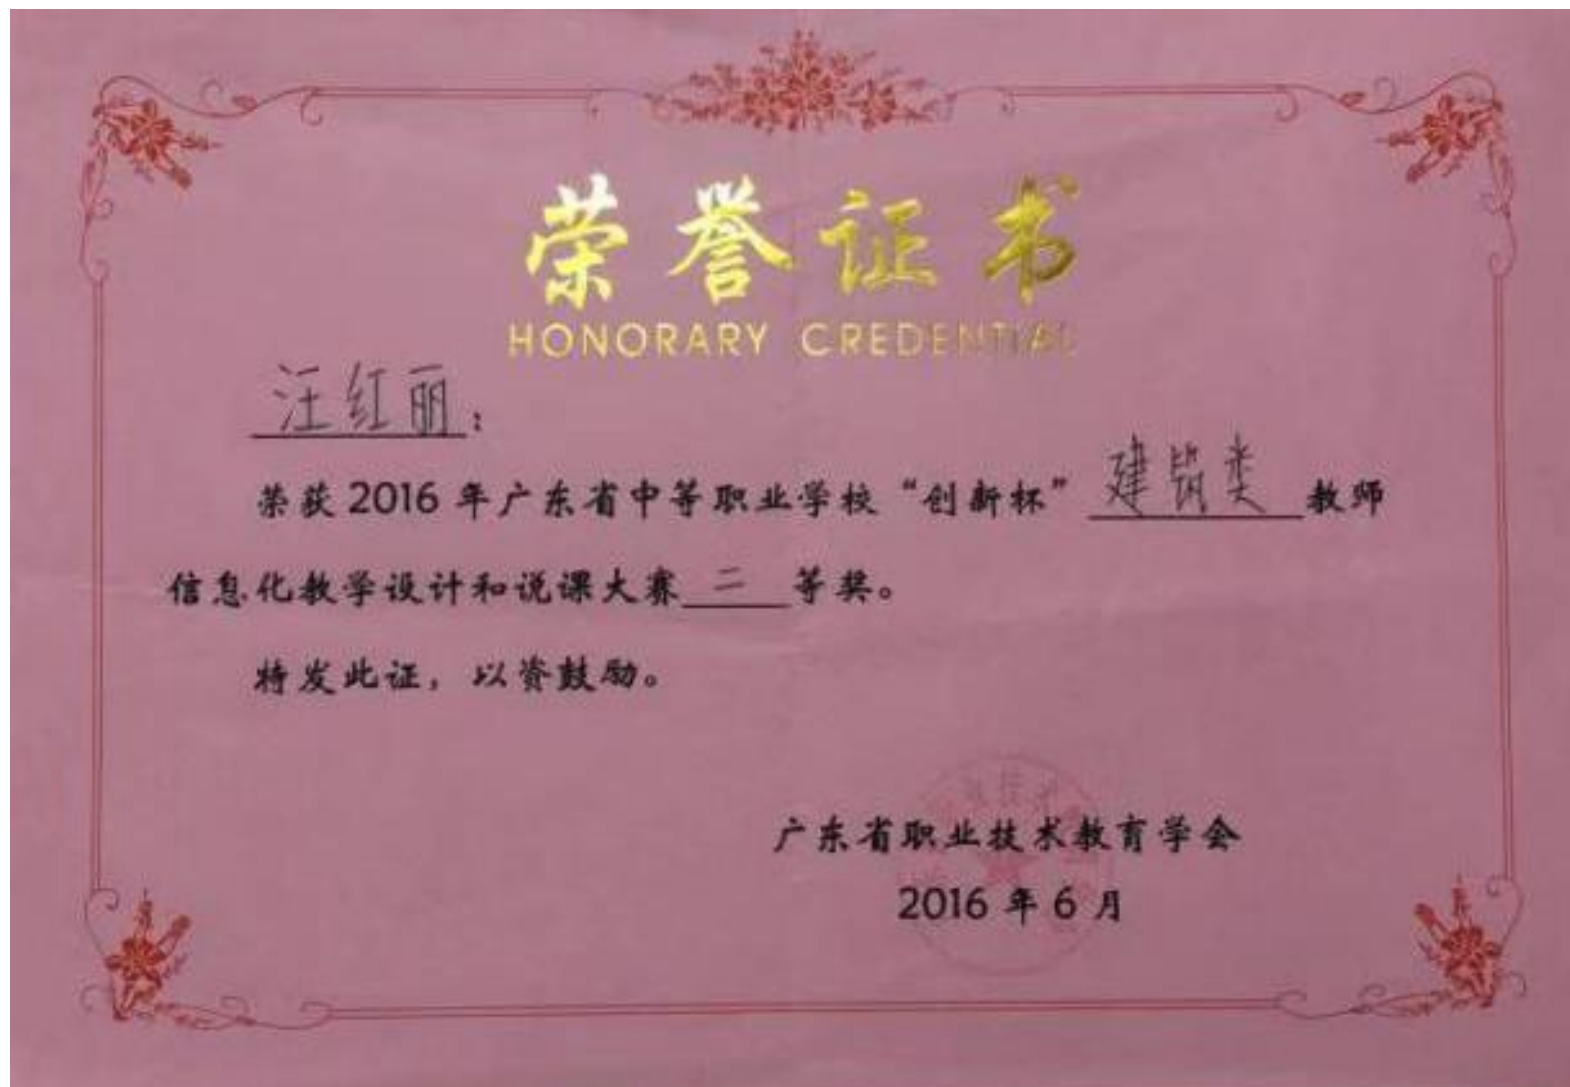 荣誉证书
HONORARY CREDENTIAL
汪红丽：
荣获2016年广东省中等职业学校“创新杯”建筑类教师
信息化教学设计和说课大赛二等奖。
特发此证，以资鼓励。
广东省职业技术教育学会
2016年6月